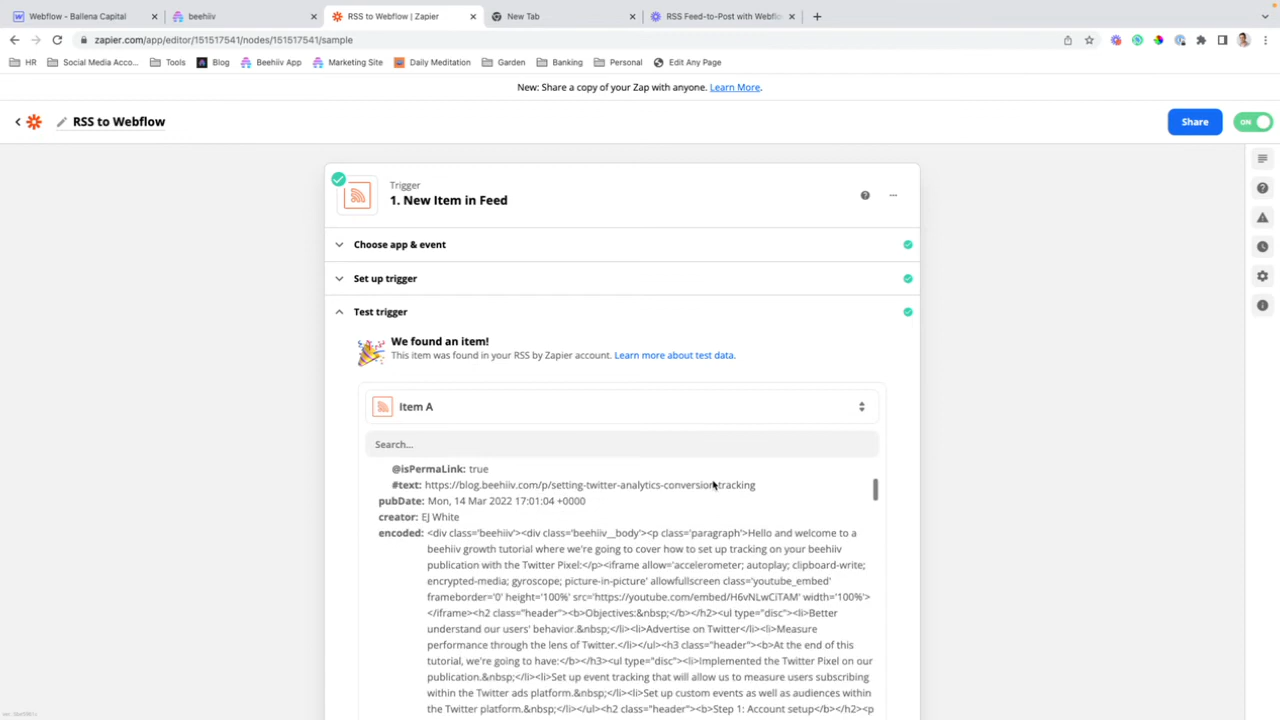 Webflow - Ballena Capital
beehiiv
RSS to Webflow | Zapier
New Tab
RSS Feed-to-Post with Webflo
zapier.com/app/editor/151517541/nodes/151517541/sample
HR
Social Media Acco...
Tools
Blog
Beehiiv App
Marketing Site
Daily Meditation
Garden
Banking
Personal
Edit Any Page
New: Share a copy of your Zap with anyone. Learn More.
RSS to Webflow
Share
ON
Trigger
1. New Item in Feed
Choose app & event
Set up trigger
Test trigger
We found an item!
This item was found in your RSS by Zapier account. Learn more about test data.
Item A
Search...
@isPermaLink: true
#text: https://blog.beehiiv.com/p/setting-twitter-analytics-conversion-tracking
pubDate: Mon, 14 Mar 2022 17:01:04 +0000
creator: EJ White
encoded: <div class='beehiiv'><div class='beehiiv__body'><p class='paragraph'>Hello and welcome to a
beehiiv growth tutorial where we're going to cover how to set up tracking on your beehiiv
publication with the Twitter Pixel:</p><iframe allow='accelerometer; autoplay; clipboard-write;
encrypted-media; gyroscope; picture-in-picture' allowfullscreen class='youtube_embed'
frameborder='0' height='100%' src='https://youtube.com/embed/H6vNLwCiTAM' width='100%'>
</iframe><h2 class="header"><b>Objectives:&nbsp;</b></h2><ul type="disc"><li>Better
understand our users' behavior.&nbsp;</li><li>Advertise on Twitter</li><li>Measure
performance through the lens of Twitter.</li></ul><h3 class="header"><b>At the end of this
tutorial, we're going to have:</b></h3><ul type="disc"><li>Implemented the Twitter Pixel on our
publication.&nbsp;</li><li>Set up event tracking that will allow us to measure users subscribing
within the Twitter ads platform.&nbsp;</li><li>Set up custom events as well as audiences within
the Twitter platform.&nbsp;</li></ul><h2 class="header"><b>Step 1: Account setup</b></h2><p